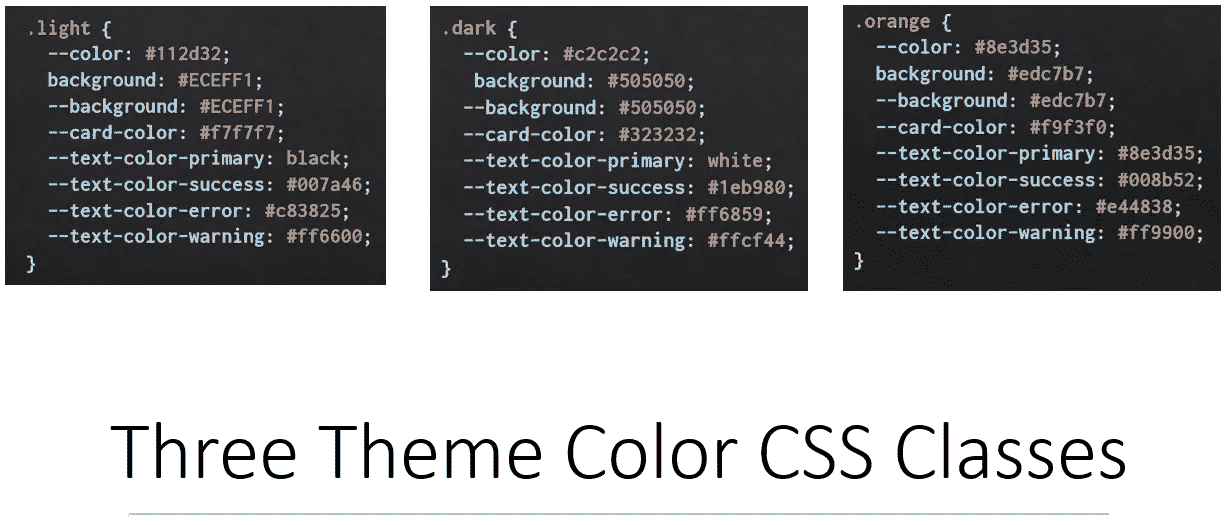 .light {
--color: #112d32;
background: #ECEFF1;
--background: #ECEFF1;
--card-color: #f7f7f7;
--text-color-primary: black;
--text-color-success: #007a46;
--text-color-error: #c83825;
--text-color-warning: #ff6600;
}
.dark {
--color: #c2c2c2;
background: #505050;
--background: #505050;
--card-color: #323232;
--text-color-primary: white;
--text-color-success: #1eb980;
--text-color-error: #ff6859;
--text-color-warning: #ffcf44;
}
.orange {
--color: #8e3d35;
background: #edc7b7;
--background: #edc7b7;
--card-color: #f9f3f0;
--text-color-primary: #8e3d35;
--text-color-success: #008b52;
--text-color-error: #e44838;
--text-color-warning: #ff9900;
}
Three Theme Color CSS Classes